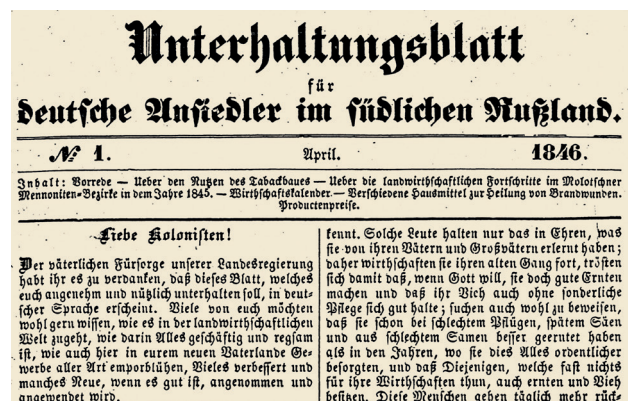 Unterhaltungsblatt
für
deutsche Ansiedler im südlichen Rußland.
№ 1. April. 1846.
Inhalt: Vorrede — Ueber den Nutzen des Tabackbaues — Ueber die landwirthschaftlichen Fortschritte im Molotschner
Mennoniten-Bezirke in dem Jahre 1845. — Wirthschaftskalender. — Verschiedene Hausmittel zur Heilung von Brandwunden.
Productenpreise.
Liebe Kolonisten!
Der väterlichen Fürsorge unserer Landesregierung
habt ihr es zu verdanken, daß dieses Blatt, welches
euch angenehm und nützlich unterhalten soll, in deut-
scher Sprache erscheint. Viele von euch möchten
wohl gern wissen, wie es in der landwirthschaftlichen
Welt zugeht, wie darin Alles geschäftig und regsam
ist, wie auch hier in eurem neuen Vaterlande Ge-
werbe aller Art emporblühen, Vieles verbessert und
manches Neue, wenn es gut ist, angenommen und
angewendet wird.
kennt. Solche Leute halten nur das in Ehren, was
sie von ihren Vätern und Großvätern erlernt haben;
daher wirthschaften sie ihren alten Gang fort, trösten
sich damit daß, wenn Gott will, sie doch gute Ernten
machen und daß ihr Vieh auch ohne sonderliche
Pflege sich gut halte; suchen auch wohl zu beweisen,
daß sie schon bei schlechtem Pflügen, spätem Säen
und aus schlechtem Samen besser geerntet haben
als in den Jahren, wo sie dies Alles ordentlicher
besorgten, und daß Diejenigen, welche fast nichts
für ihre Wirthschaften thun, auch ernten und Vieh
besitzen. Diese Menschen gehen täglich mehr rück-